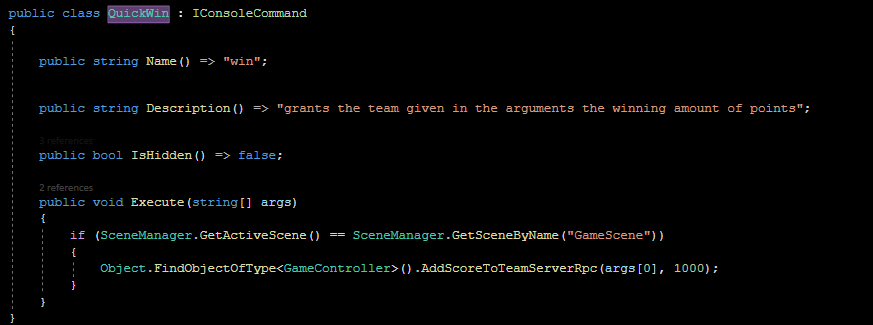 public class QuickWin : IConsoleCommand
{
public string Name() => "win";
public string Description() => "grants the team given in the arguments the winning amount of points";
3 references
public bool IsHidden() => false;
2 references
public void Execute(string[] args)
{
if (SceneManager.GetActiveScene() == SceneManager.GetSceneByName("GameScene"))
{
Object.FindObjectOfType<GameController>().AddScoreToTeamServerRpc(args[0], 1000);
}
}
}